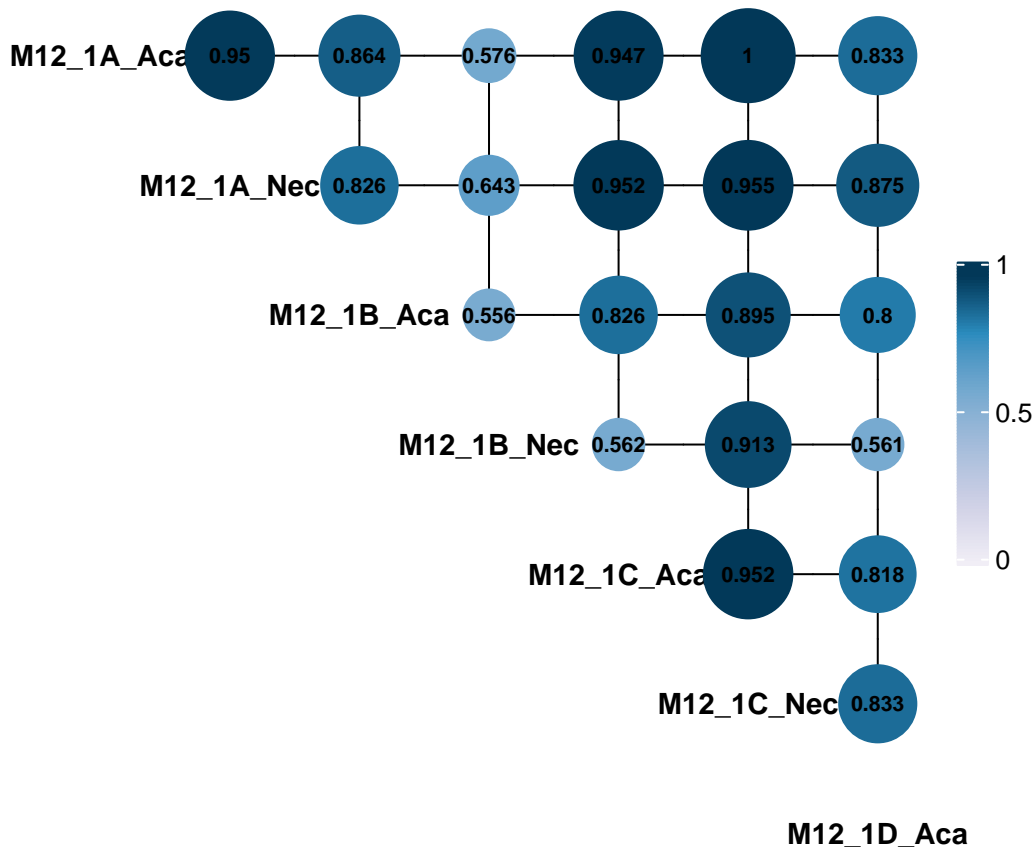 M12_1A_Aca 0.95 0.864 0.576 0.947 1 0.833
M12_1A_Nec 0.826 0.643 0.952 0.955 0.875
1
M12_1B_Aca 0.556 0.826 0.895 0.8
0.5
M12_1B_Nec 0.562 0.913 0.561
0
M12_1C_Aca 0.952 0.818
M12_1C_Nec 0.833
M12_1D_Aca